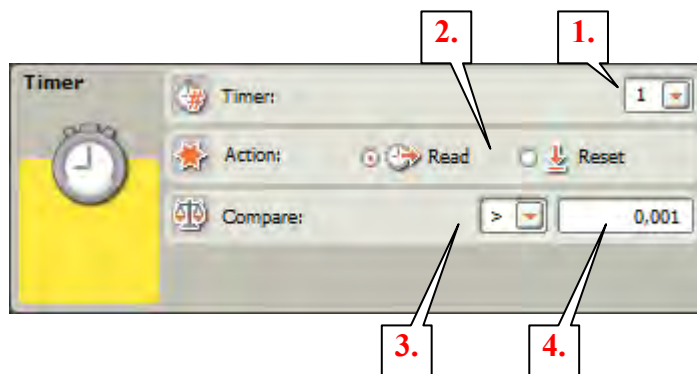 2. 1.
Timer
Timer: 1
Action: Read Reset
Compare: > 0,001
3. 4.